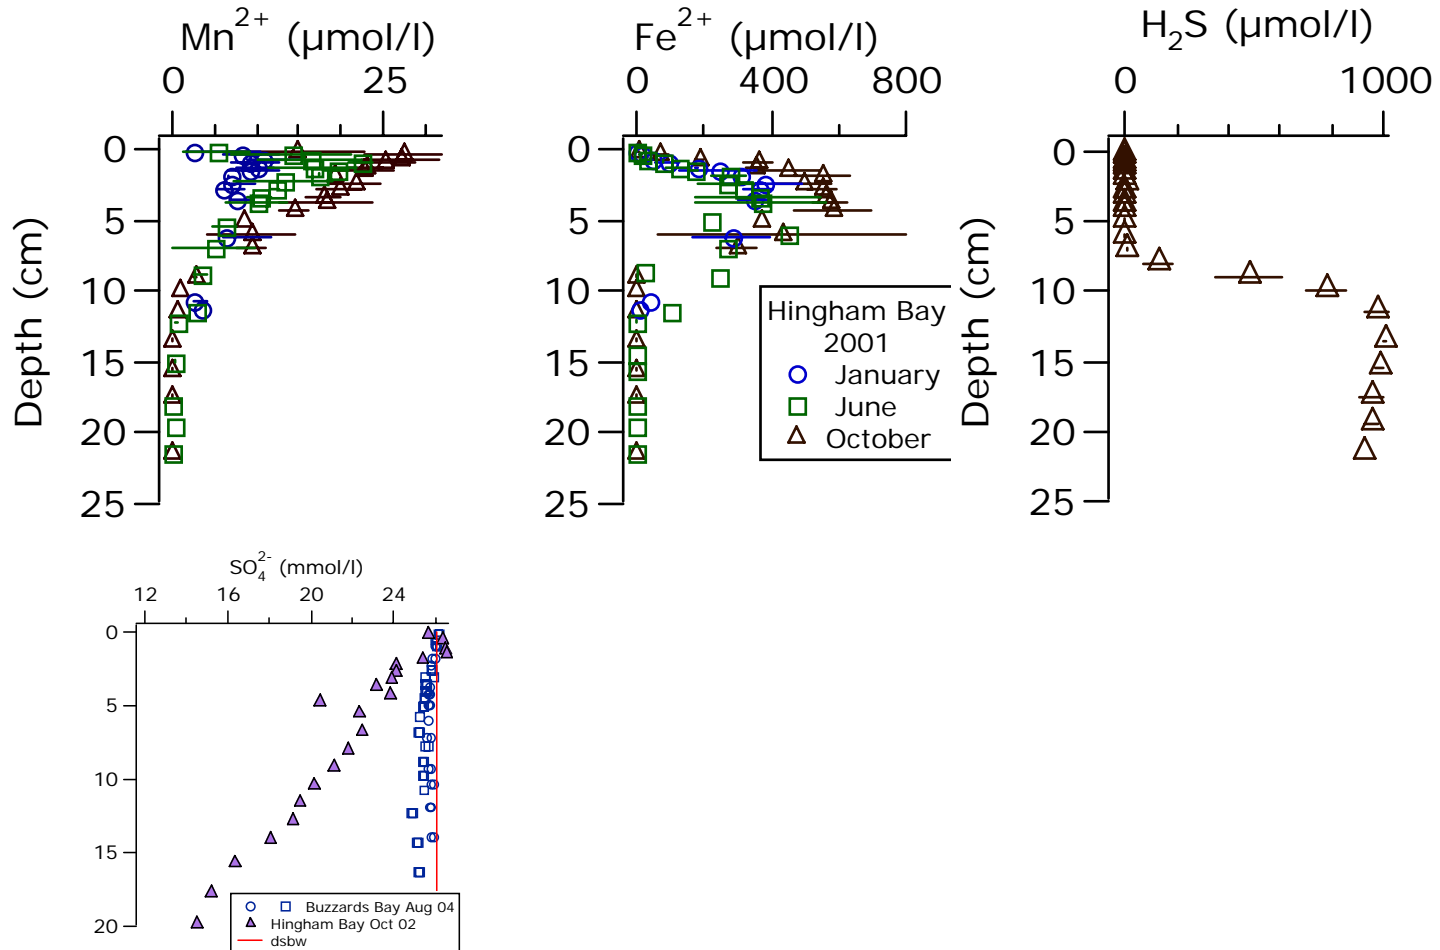 Mn2+ (µmol/l)
0 25
0
5
10
15
20
25
Depth (cm)
Fe2+ (µmol/l)
0 400 800
0
5
10
15
20
25
Hingham Bay
2001
January
June
October
H2S (µmol/l)
0 1000
0
5
10
15
20
25
Depth (cm)
SO42- (mmol/l)
12 16 20 24
0
5
10
15
20
Buzzards Bay Aug 04
Hingham Bay Oct 02
dsbw